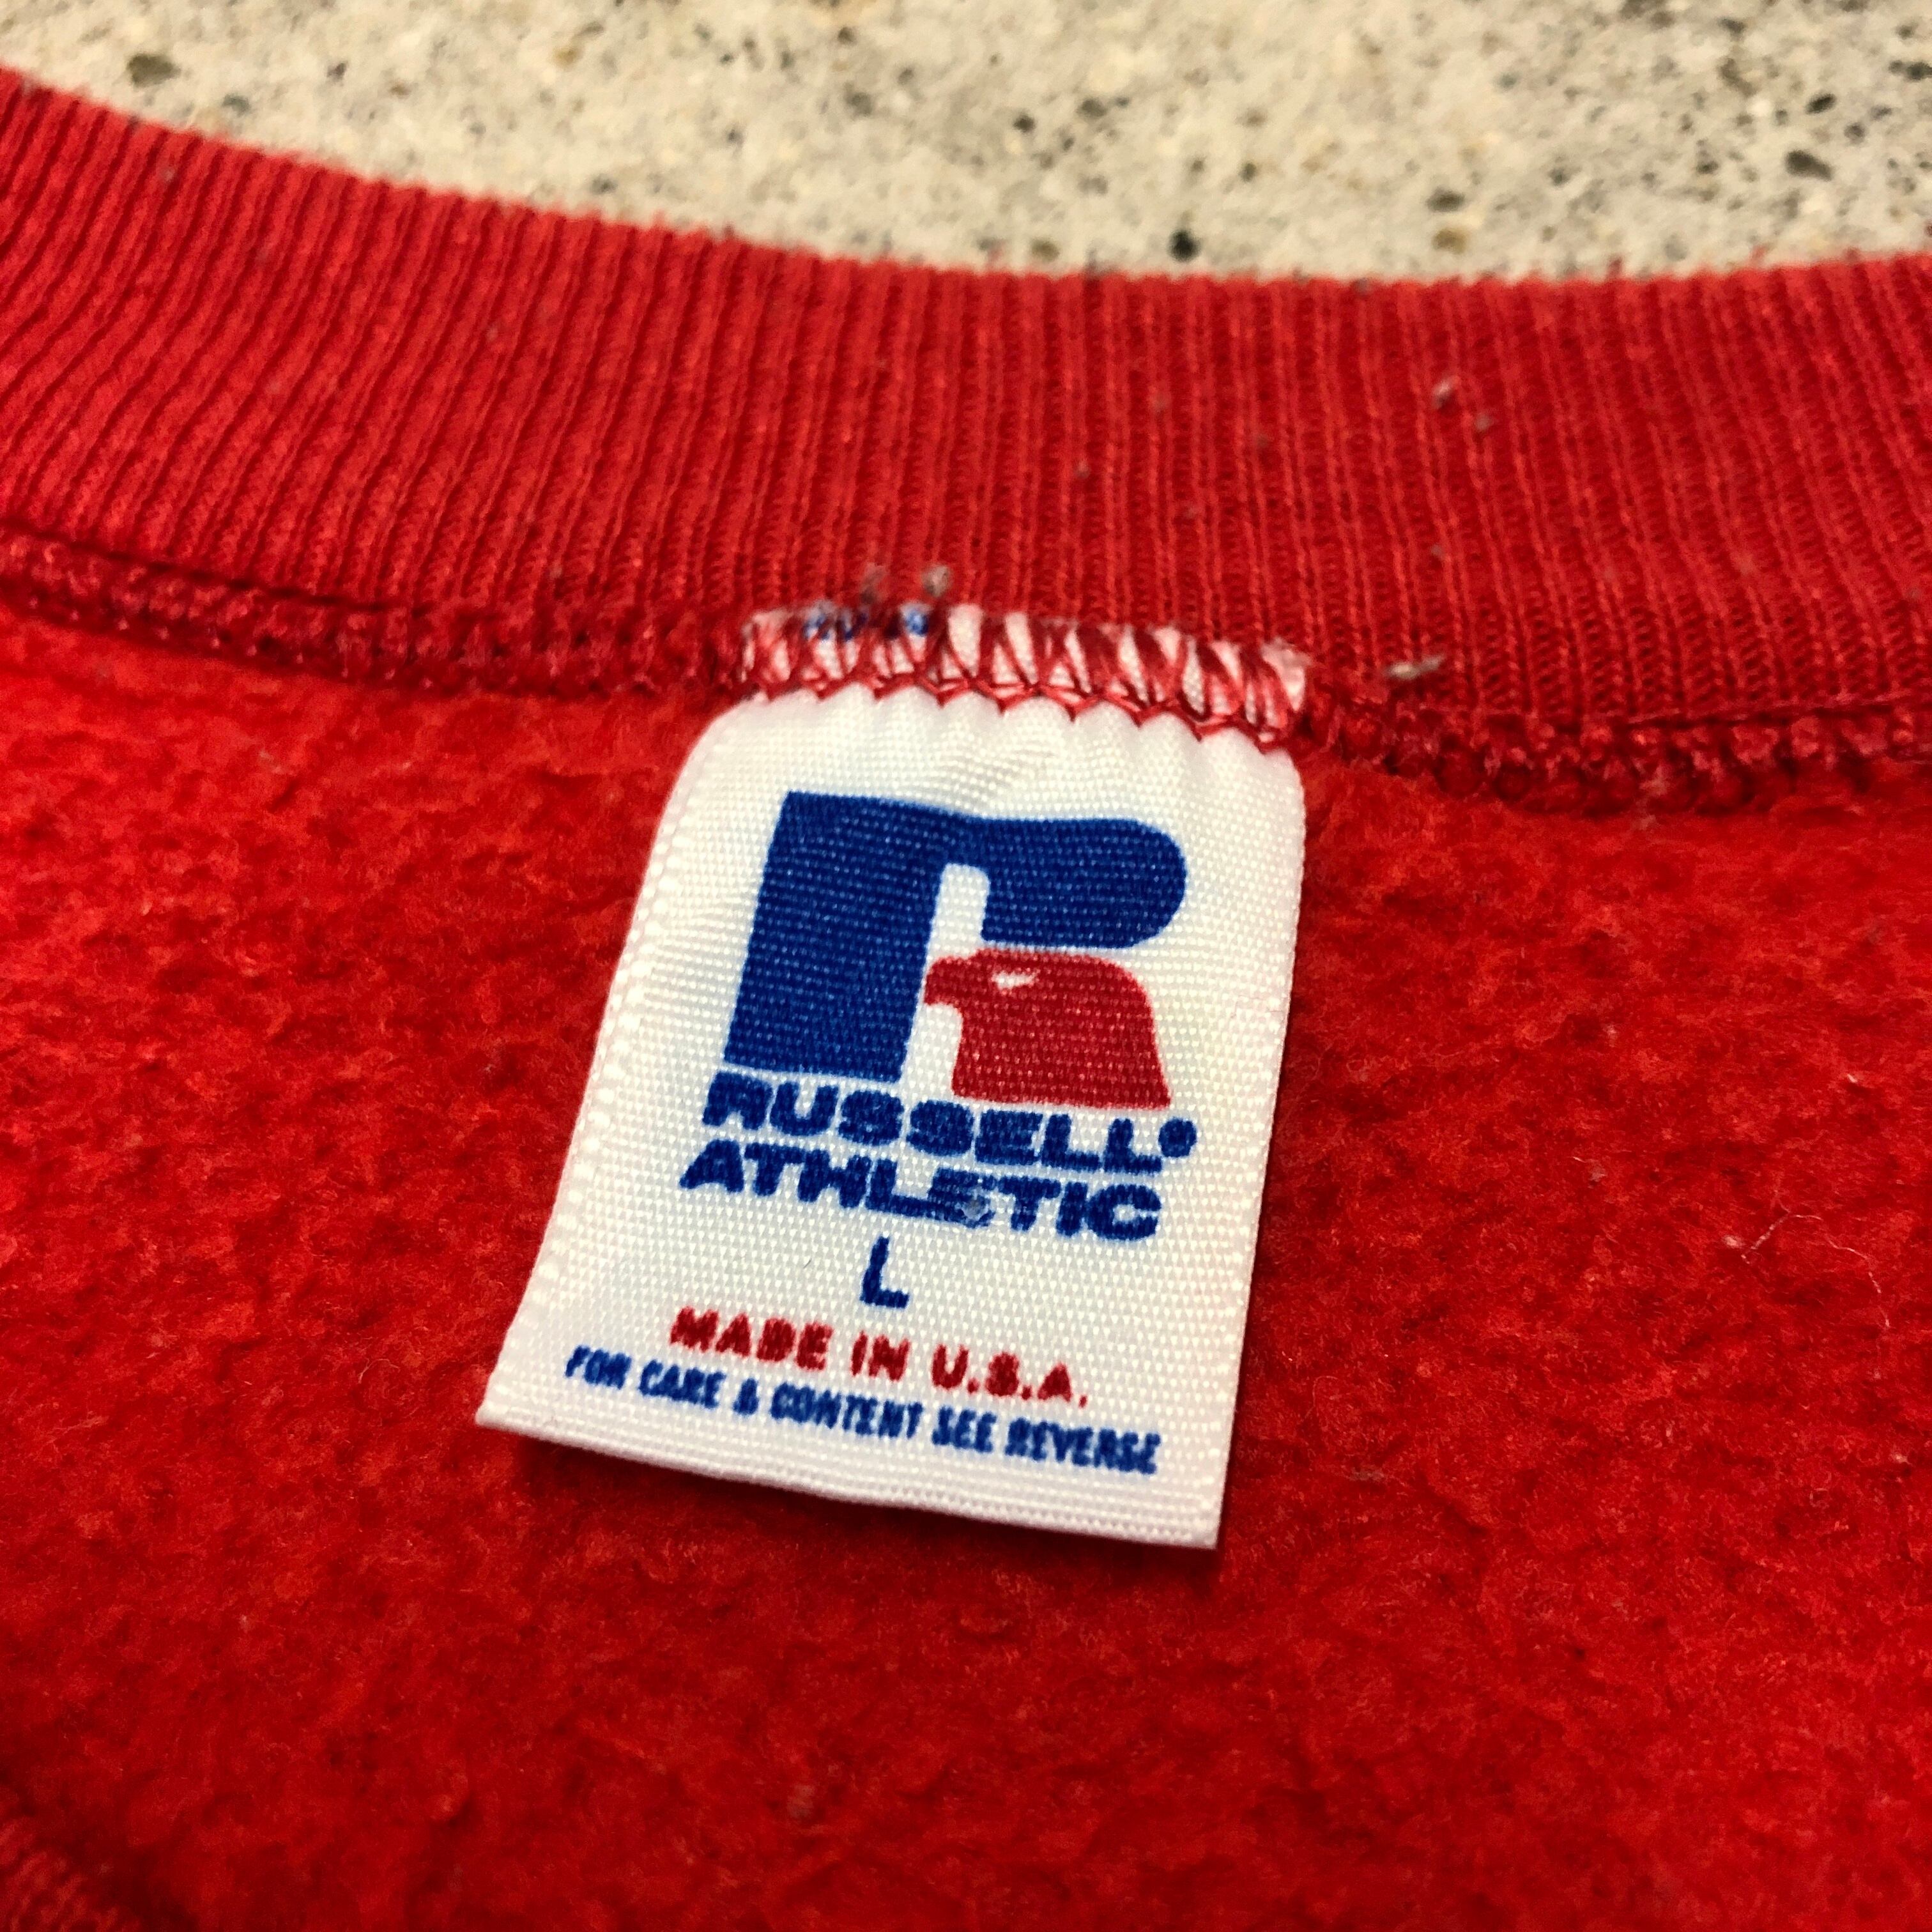 RUSSELL®
ATHLETIC
L
MADE IN U.S.A.
FOR CARE & CONTENT SEE REVERSE